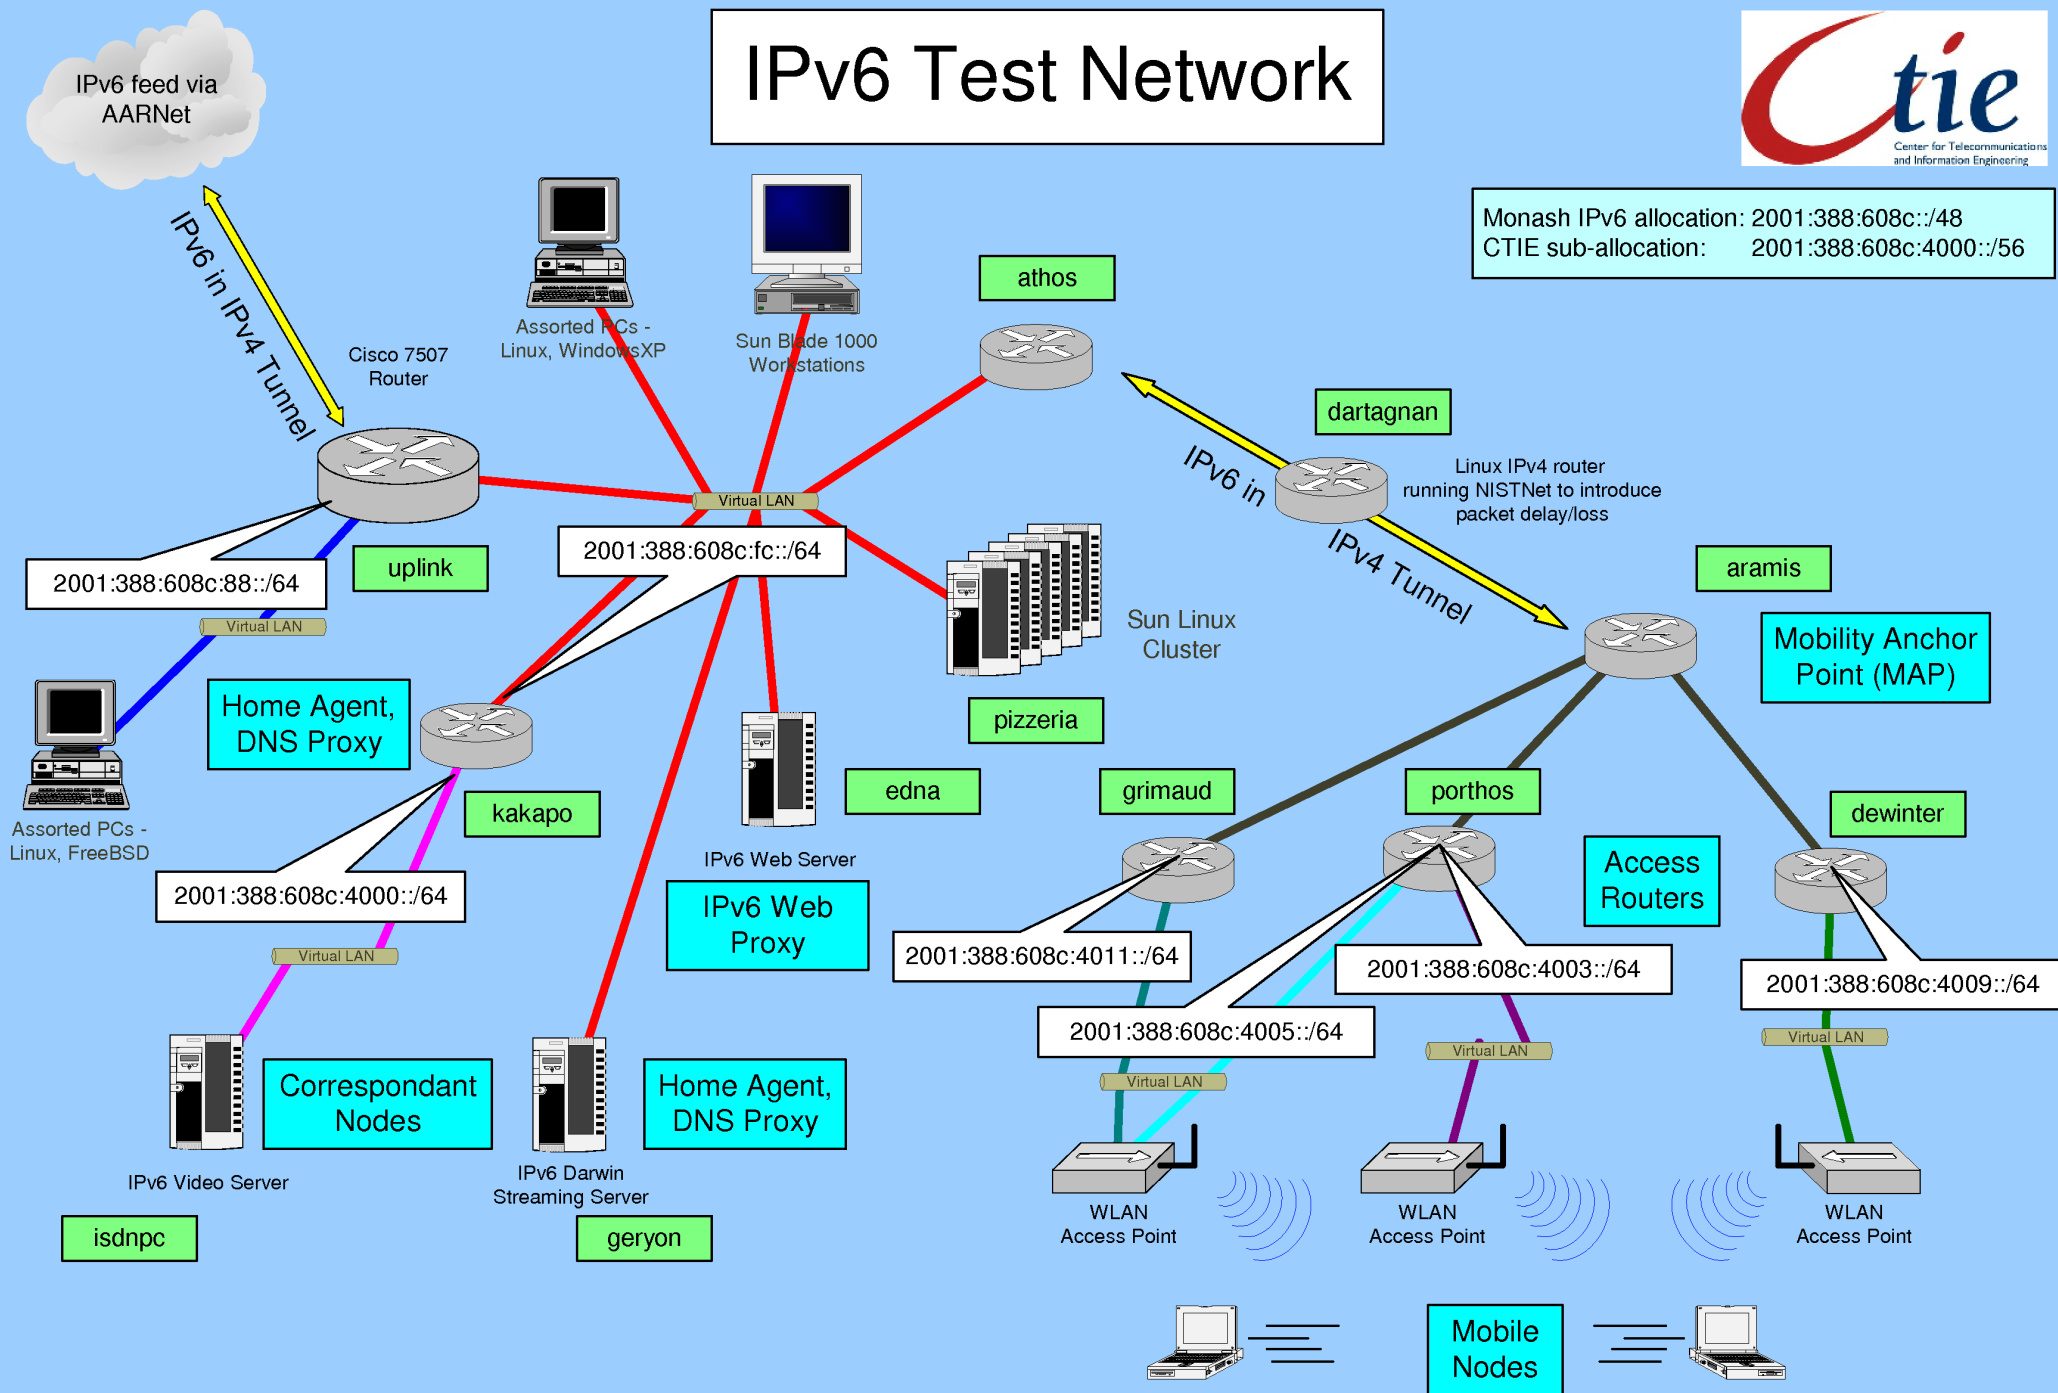 IPv6 Test Network
IPv6 feed via
AARNet
Ctie
Center for Telecommunications
and Information Engineering
Monash IPv6 allocation: 2001:388:608c::/48
CTIE sub-allocation: 2001:388:608c:4000::/56
IPv6 in IPv4 Tunnel
Cisco 7507
Router
Assorted PCs -
Linux, WindowsXP
Sun Blade 1000
Workstations
athos
dartagnan
IPv6 in
IPv4 Tunnel
Linux IPv4 router
running NISTNet to introduce
packet delay/loss
Virtual LAN
2001:388:608c:fc::/64
uplink
2001:388:608c:88::/64
Virtual LAN
aramis
Mobility Anchor
Point (MAP)
Sun Linux
Cluster
pizzeria
Home Agent,
DNS Proxy
kakapo
Assorted PCs -
Linux, FreeBSD
edna
grimaud
porthos
dewinter
IPv6 Web Server
IPv6 Web
Proxy
Access
Routers
2001:388:608c:4000::/64
Virtual LAN
2001:388:608c:4011::/64
2001:388:608c:4003::/64
2001:388:608c:4009::/64
2001:388:608c:4005::/64
Virtual LAN
Virtual LAN
Virtual LAN
Correspondant
Nodes
Home Agent,
DNS Proxy
IPv6 Video Server
isdnpc
IPv6 Darwin
Streaming Server
geryon
WLAN
Access Point
WLAN
Access Point
WLAN
Access Point
Mobile
Nodes